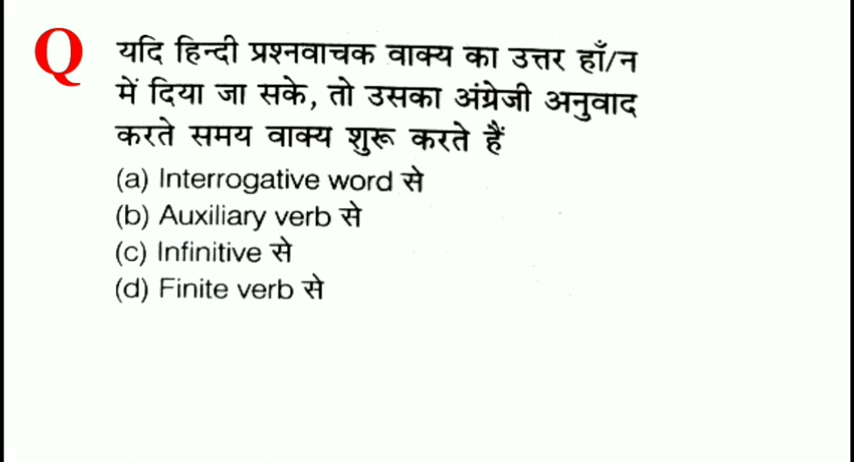 Q यदि हिन्दी प्रश्नवाचक वाक्य का उत्तर हाँ/न
में दिया जा सके, तो उसका अंग्रेजी अनुवाद
करते समय वाक्य शुरू करते हैं
(a) Interrogative word से
(b) Auxiliary verb से
(c) Infinitive से
(d) Finite verb से